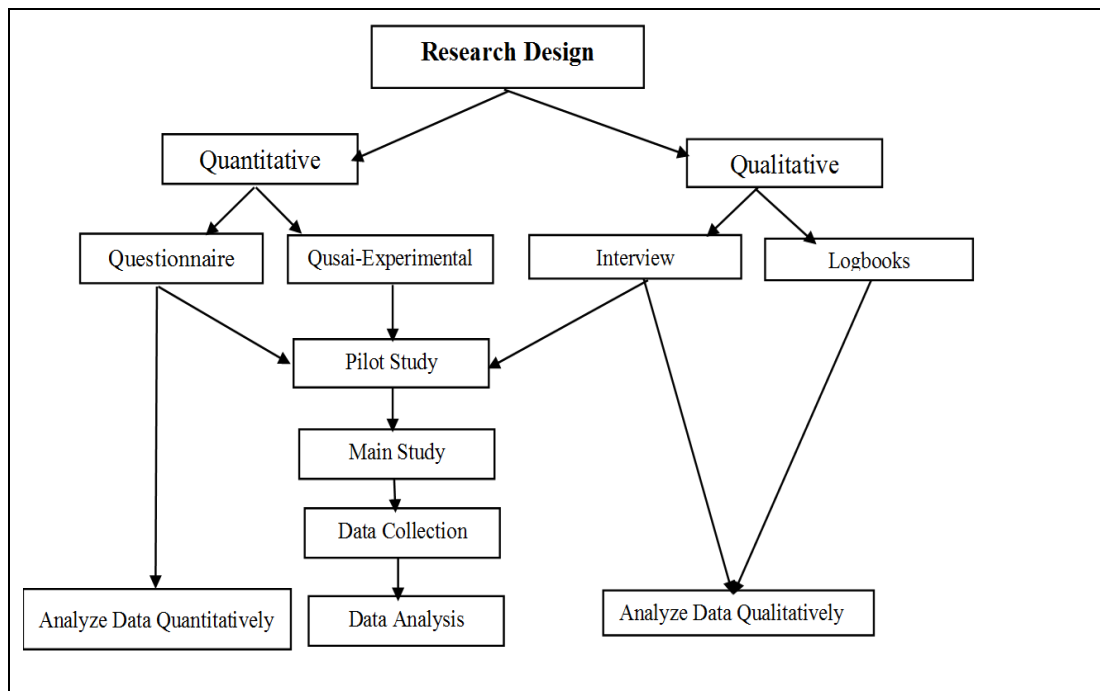 Research Design
Quantitative
Qualitative
Questionnaire
Qusai-Experimental
Interview
Logbooks
Pilot Study
Main Study
Data Collection
Analyze Data Quantitatively
Data Analysis
Analyze Data Qualitatively